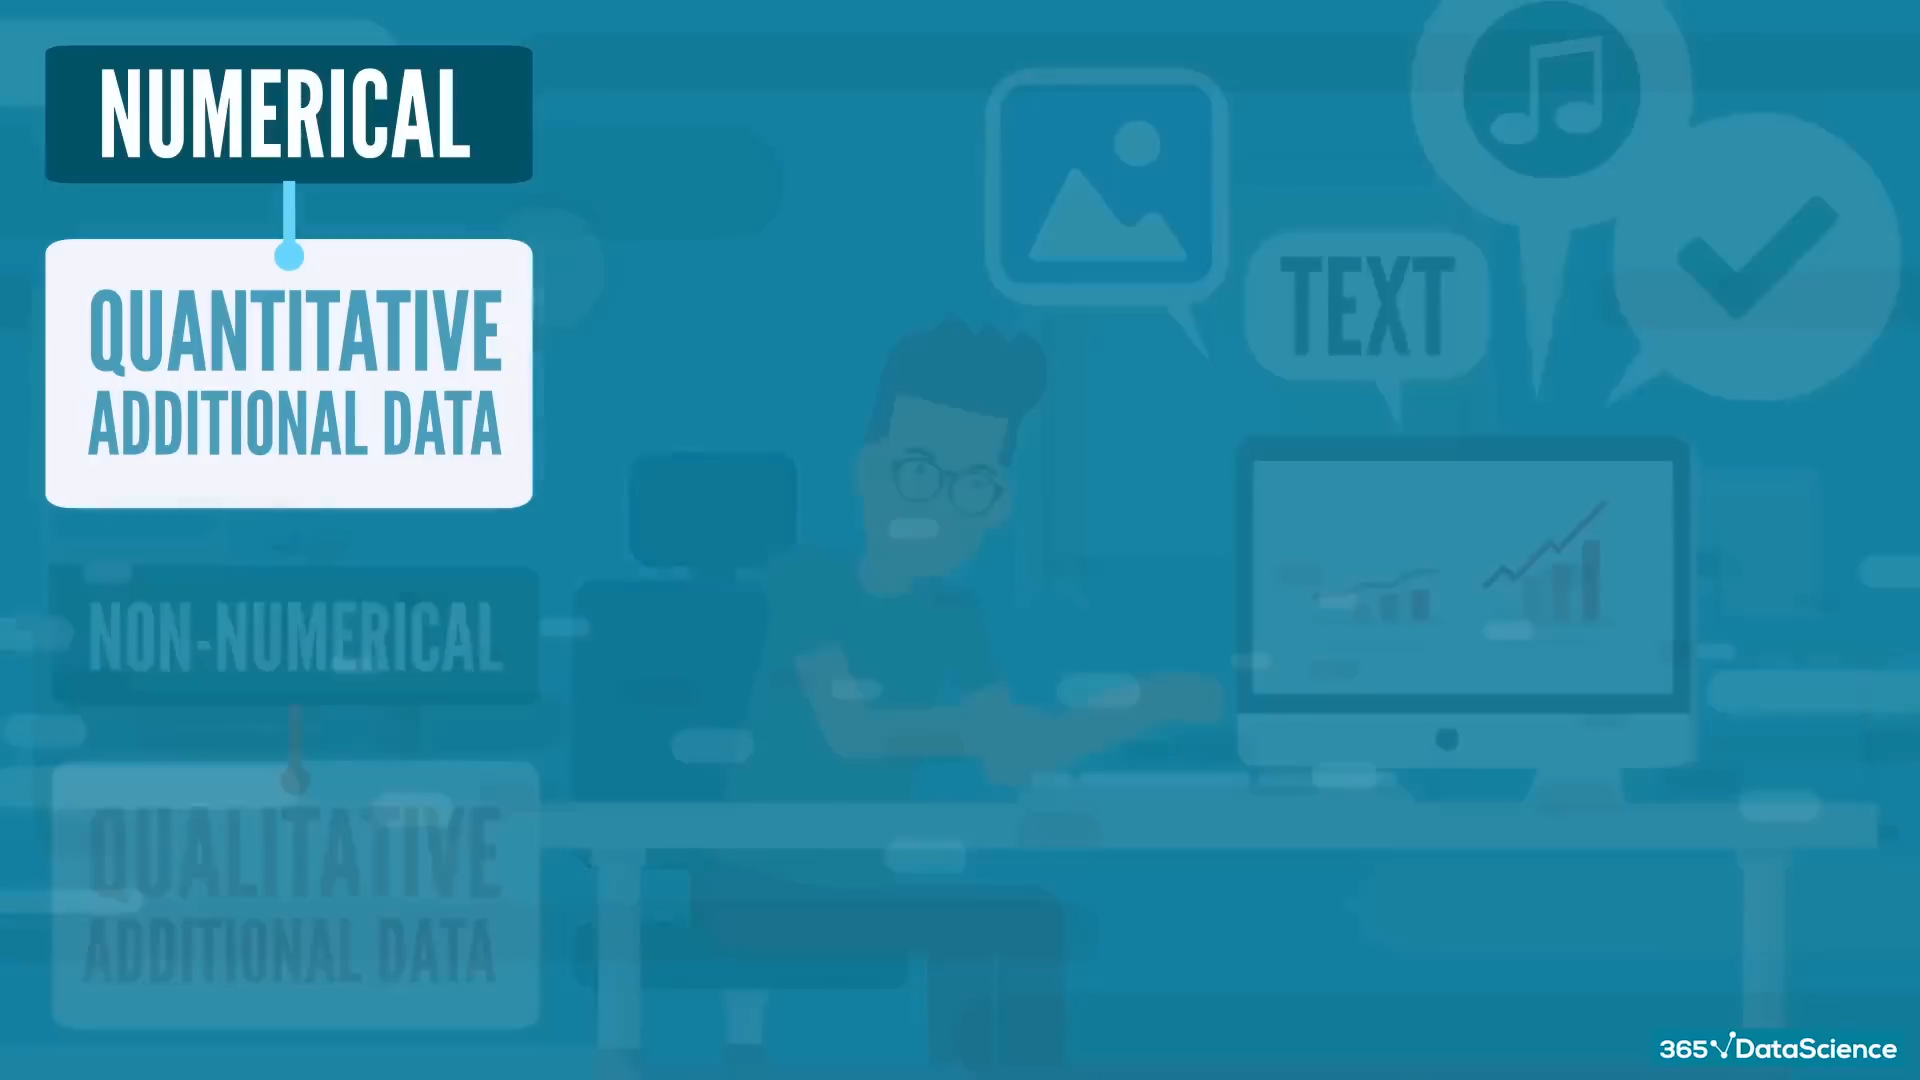 NUMERICAL
QUANTITATIVE
ADDITIONAL DATA
TEXT
NON-NUMERICAL
QUALITATIVE
ADDITIONAL DATA
365 DataScience